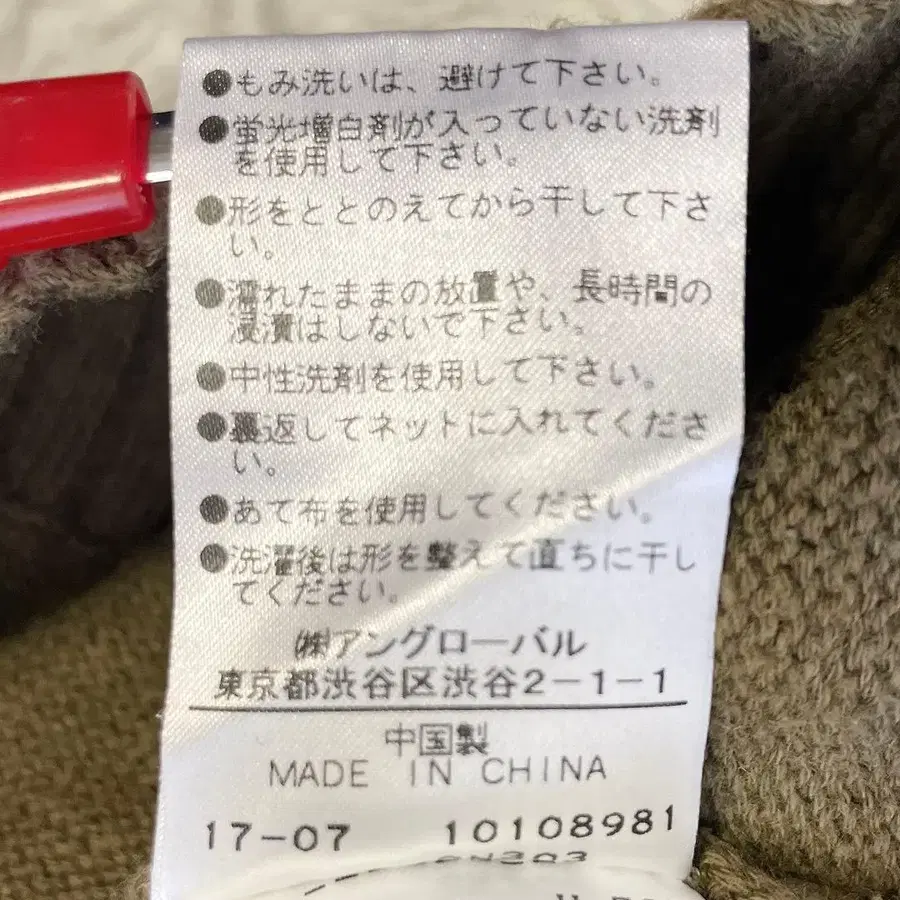 ●もみ洗いは、避けて下さい。
●蛍光増白剤が入っていない洗剤
を使用して下さい。
●形をととのえてから干して下さ
い。
●濡れたままの放置や、長時間の
浸漬はしないで下さい。
●中性洗剤を使用して下さい。
●裏返してネットに入れてくださ
い。
●あて布を使用してください。
●洗濯後は形を整えて直ちに干し
てください。
㈱アングローバル
東京都渋谷区渋谷2-1-1
中国製
MADE IN CHINA
17-07 10108981